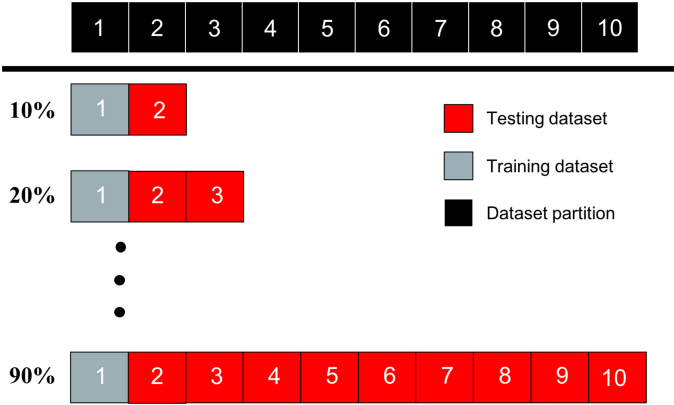 1 2 3 4 5 6 7 8 9 10
10% 1 2
Testing dataset
Training dataset
20% 1 2 3
Dataset partition
90% 1 2 3 4 5 6 7 8 9 10